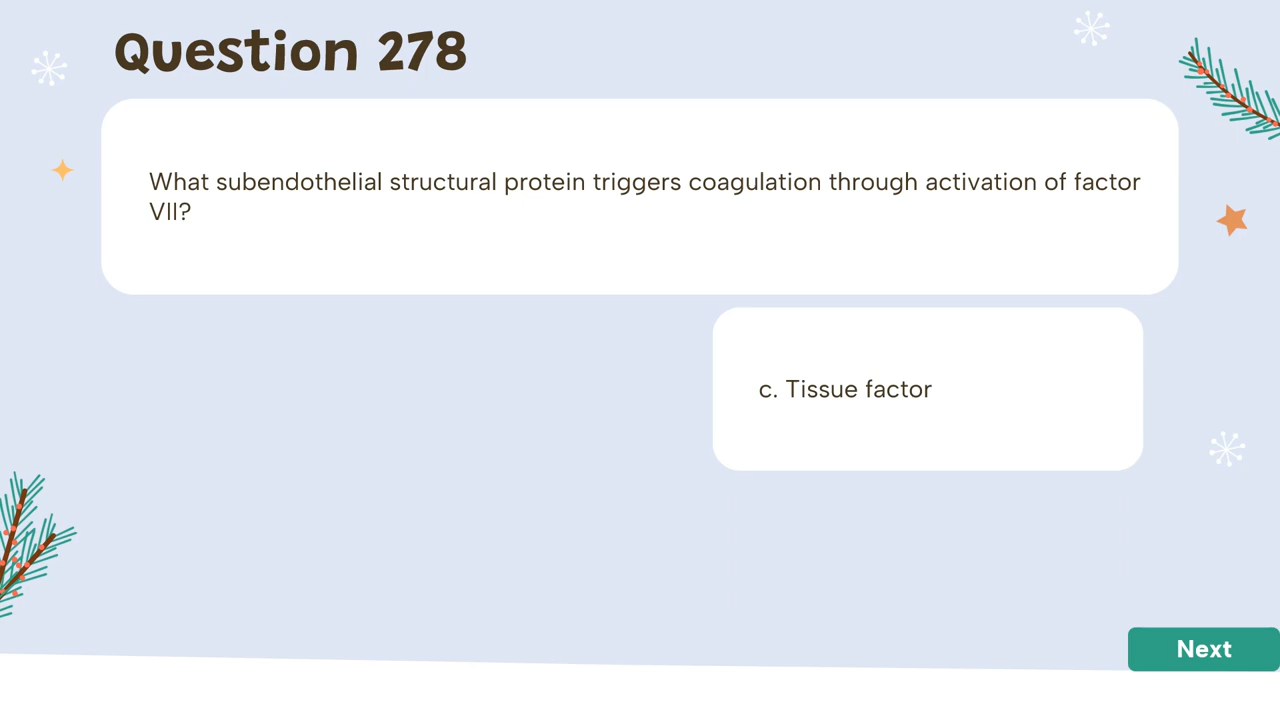 Question 278
What subendothelial structural protein triggers coagulation through activation of factor
VII?
c. Tissue factor
Next